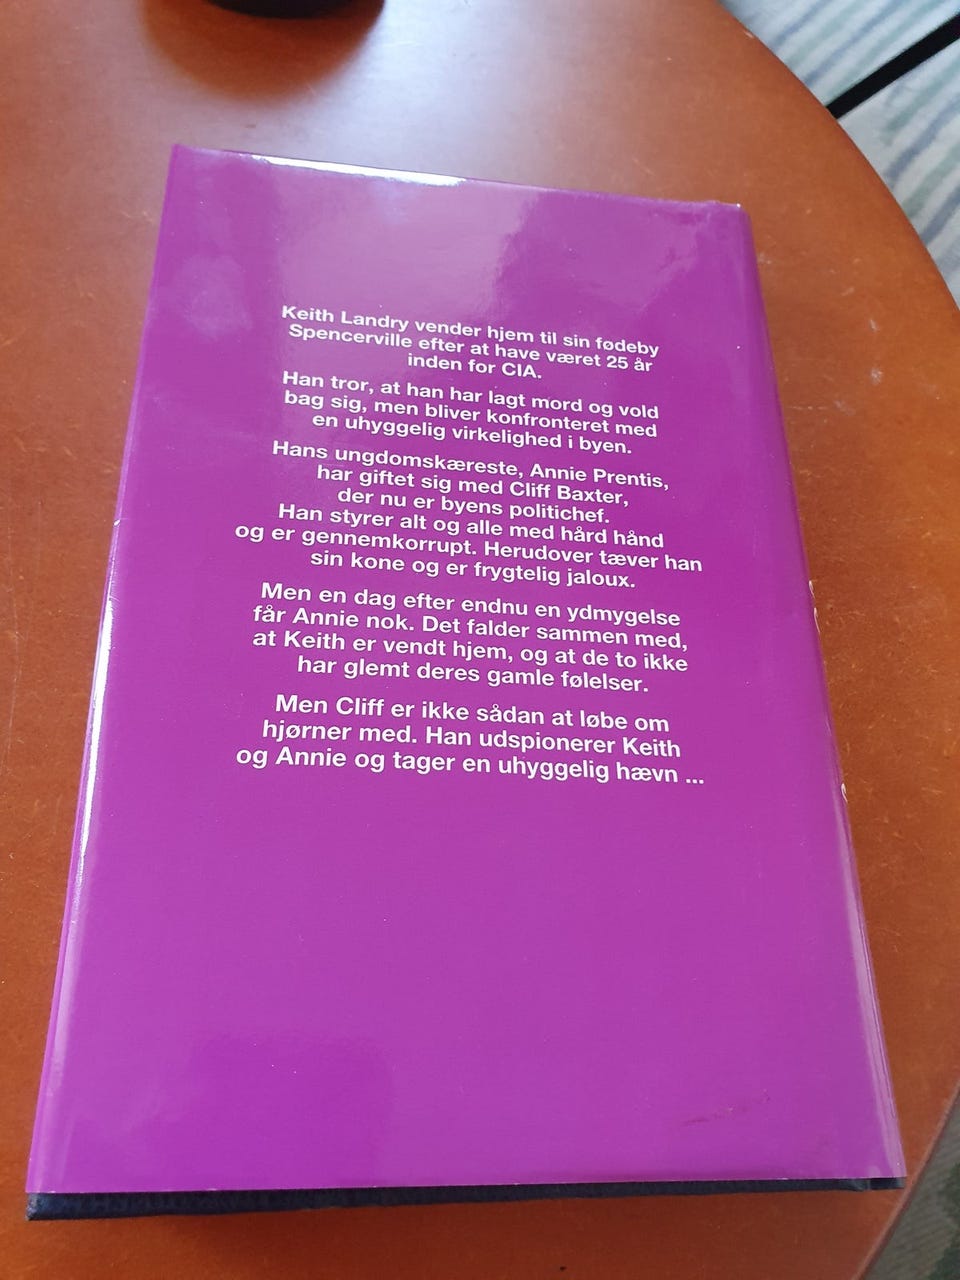 Keith Landry vender hjem til sin fødeby
Spencerville efter at have været 25 år
inden for CIA.
Han tror, at han har lagt mord og vold
bag sig, men bliver konfronteret med
en uhyggelig virkelighed i byen.
Hans ungdomskæreste, Annie Prentis,
har giftet sig med Cliff Baxter,
der nu er byens politichef.
Han styrer alt og alle med hård hånd
og er gennemkorrupt. Herudover tæver han
sin kone og er frygtelig jaloux.
Men en dag efter endnu en ydmygelse
får Annie nok. Det falder sammen med,
at Keith er vendt hjem, og at de to ikke
har glemt deres gamle følelser.
Men Cliff er ikke sådan at løbe om
hjørner med. Han udspionerer Keith
og Annie og tager en uhyggelig hævn ...